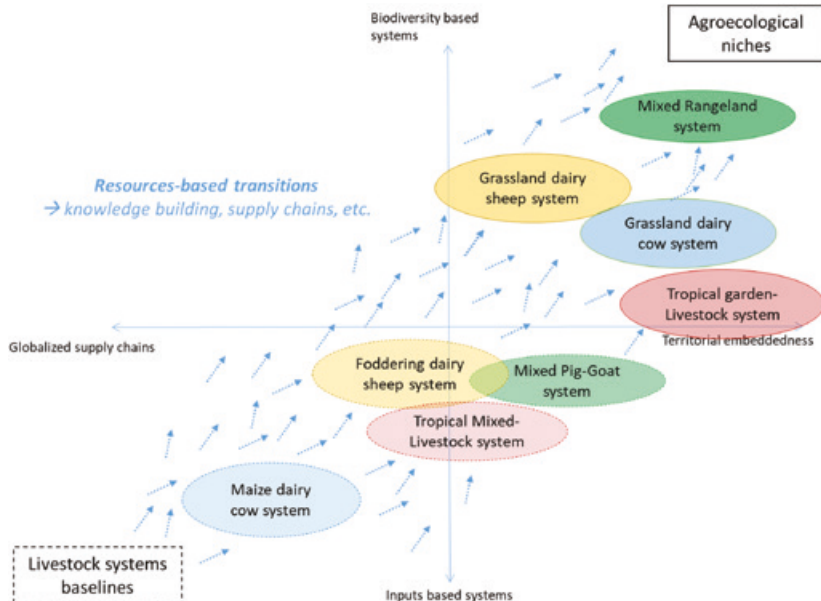 Biodiversity based
systems
Agroecological
niches
Mixed Rangeland
system
Resources-based transitions
→ knowledge building, supply chains, etc.
Grassland dairy
sheep system
Grassland dairy
cow system
Tropical garden-
Livestock system
Globalized supply chains
Territorial embeddedness
Foddering dairy
sheep system
Mixed Pig-Goat
system
Tropical Mixed-
Livestock system
Maize dairy
cow system
Livestock systems
baselines
Inputs based systems